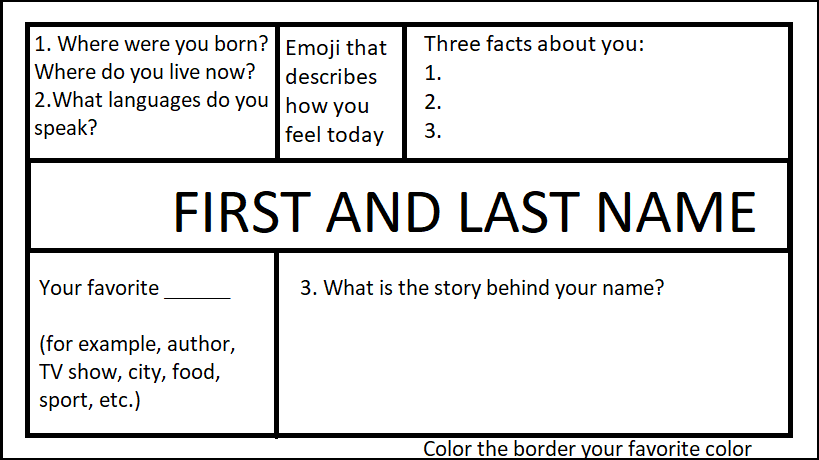 1. Where were you born?
Where do you live now?
2.What languages do you
speak?
Emoji that
describes
how you
feel today
Three facts about you:
1.
2.
3.
FIRST AND LAST NAME
Your favorite ______
(for example, author,
TV show, city, food,
sport, etc.)
3. What is the story behind your name?
Color the border your favorite color